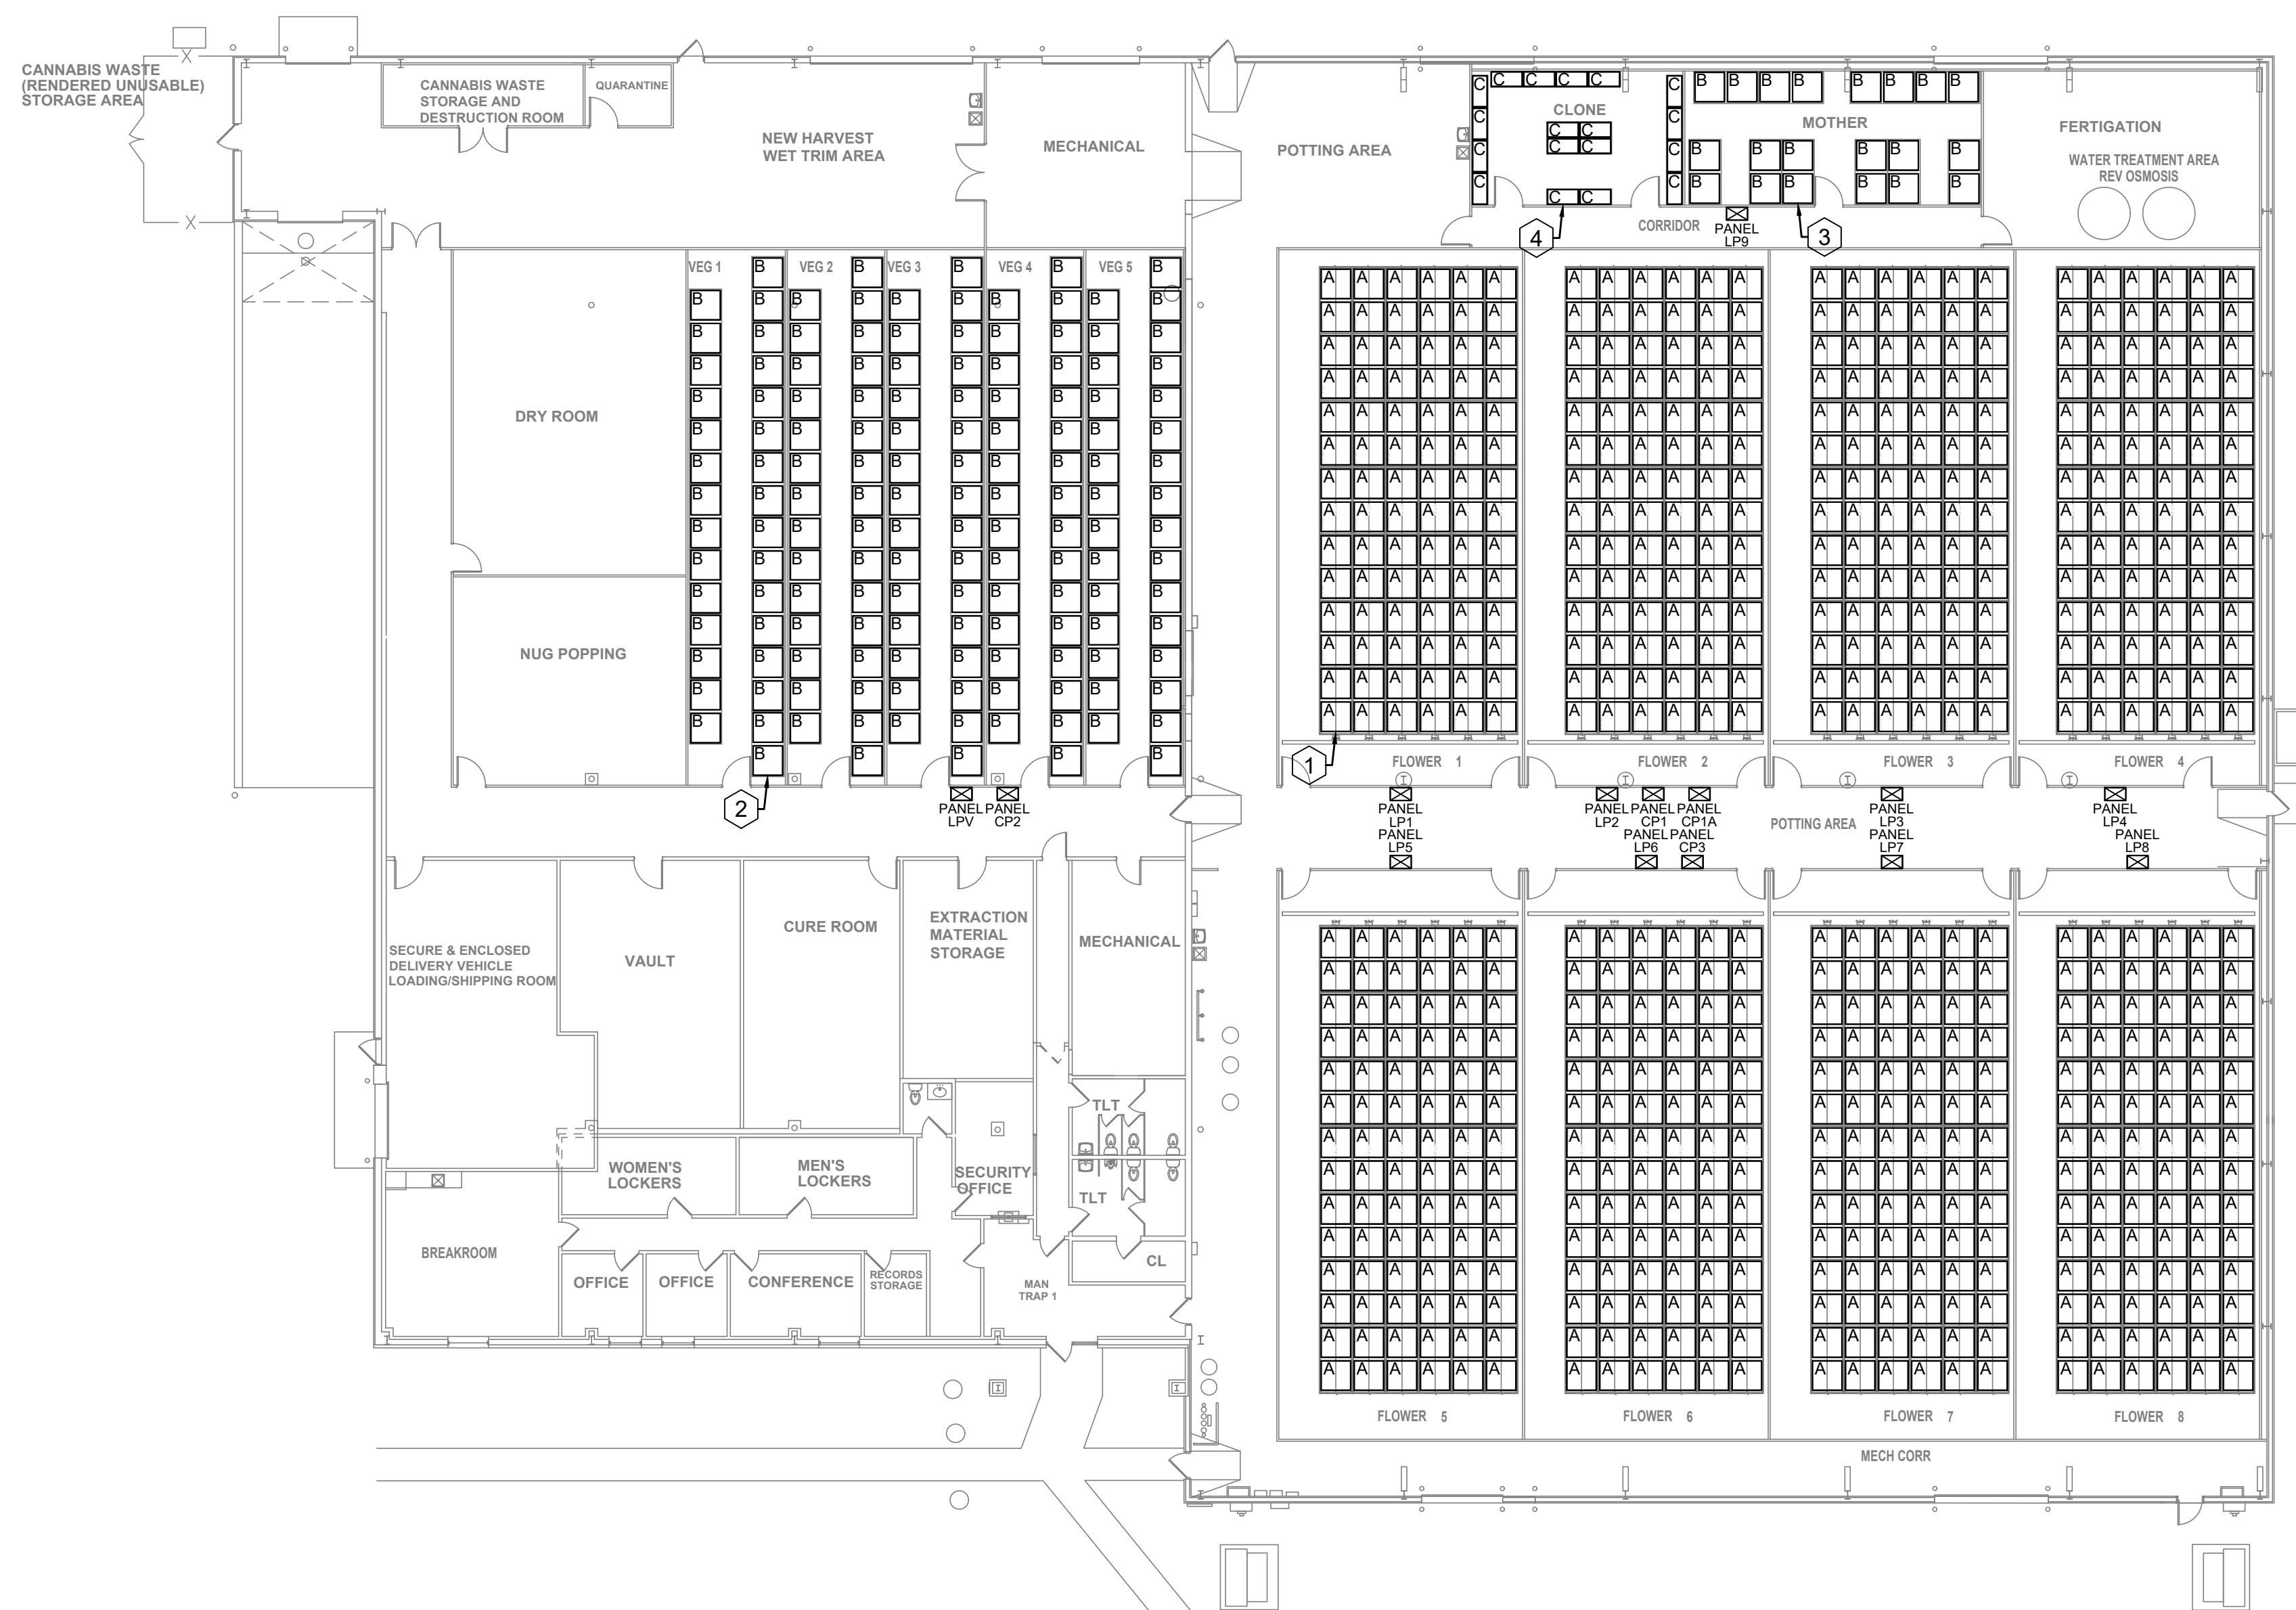 CANNABIS WASTE
(RENDERED UNUSABLE)
STORAGE AREA
CANNABIS WASTE
STORAGE AND
DESTRUCTION ROOM
QUARANTINE
NEW HARVEST
WET TRIM AREA
MECHANICAL
POTTING AREA
C C C C
C C
C C
C C
C C
CLONE
C C
C C
C C
4
B B B B B B B B
MOTHER
B B B B B B
B B B B B B
3
CORRIDOR
PANEL
LP9
FERTIGATION
WATER TREATMENT AREA
REV OSMOSIS
DRY ROOM
NUG POPPING
VEG 1 B VEG 2 B VEG 3 B VEG 4 B VEG 5 B
B B B B B B B B B B
B B B B B B B B B B
B B B B B B B B B B
B B B B B B B B B B
B B B B B B B B B B
B B B B B B B B B B
B B B B B B B B B B
B B B B B B B B B B
B B B B B B B B B B
B B B B B B B B B B
B B B B B B B B B B
B B B B B B B B B B
B B B B B B B B B B
B B B B B B B B B B
B B B B B
2
PANEL
LPV
PANEL
CP2
A A A A A A A A A A A A A A A A A A A A A A A A
A A A A A A A A A A A A A A A A A A A A A A A A
A A A A A A A A A A A A A A A A A A A A A A A A
A A A A A A A A A A A A A A A A A A A A A A A A
A A A A A A A A A A A A A A A A A A A A A A A A
A A A A A A A A A A A A A A A A A A A A A A A A
A A A A A A A A A A A A A A A A A A A A A A A A
A A A A A A A A A A A A A A A A A A A A A A A A
A A A A A A A A A A A A A A A A A A A A A A A A
A A A A A A A A A A A A A A A A A A A A A A A A
A A A A A A A A A A A A A A A A A A A A A A A A
A A A A A A A A A A A A A A A A A A A A A A A A
A A A A A A A A A A A A A A A A A A A A A A A A
A A A A A A A A A A A A A A A A A A A A A A A A
1
FLOWER 1
FLOWER 2
FLOWER 3
FLOWER 4
PANEL
LP1
PANEL
LP5
PANEL
LP2
PANEL
CP1
PANEL
LP6
PANEL
CP1A
PANEL
CP3
POTTING AREA
PANEL
LP3
PANEL
LP7
PANEL
LP4
PANEL
LP8
A A A A A A A A A A A A A A A A A A A A A A A A
A A A A A A A A A A A A A A A A A A A A A A A A
A A A A A A A A A A A A A A A A A A A A A A A A
A A A A A A A A A A A A A A A A A A A A A A A A
A A A A A A A A A A A A A A A A A A A A A A A A
A A A A A A A A A A A A A A A A A A A A A A A A
A A A A A A A A A A A A A A A A A A A A A A A A
A A A A A A A A A A A A A A A A A A A A A A A A
A A A A A A A A A A A A A A A A A A A A A A A A
A A A A A A A A A A A A A A A A A A A A A A A A
A A A A A A A A A A A A A A A A A A A A A A A A
A A A A A A A A A A A A A A A A A A A A A A A A
A A A A A A A A A A A A A A A A A A A A A A A A
A A A A A A A A A A A A A A A A A A A A A A A A
FLOWER 5
FLOWER 6
FLOWER 7
FLOWER 8
MECH CORR
SECURE & ENCLOSED
DELIVERY VEHICLE
LOADING/SHIPPING ROOM
VAULT
CURE ROOM
EXTRACTION
MATERIAL
STORAGE
MECHANICAL
TLT
TLT
WOMEN'S
LOCKERS
MEN'S
LOCKERS
SECURITY
OFFICE
BREAKROOM
OFFICE
OFFICE
CONFERENCE
RECORDS
STORAGE
MAN
TRAP 1
CL